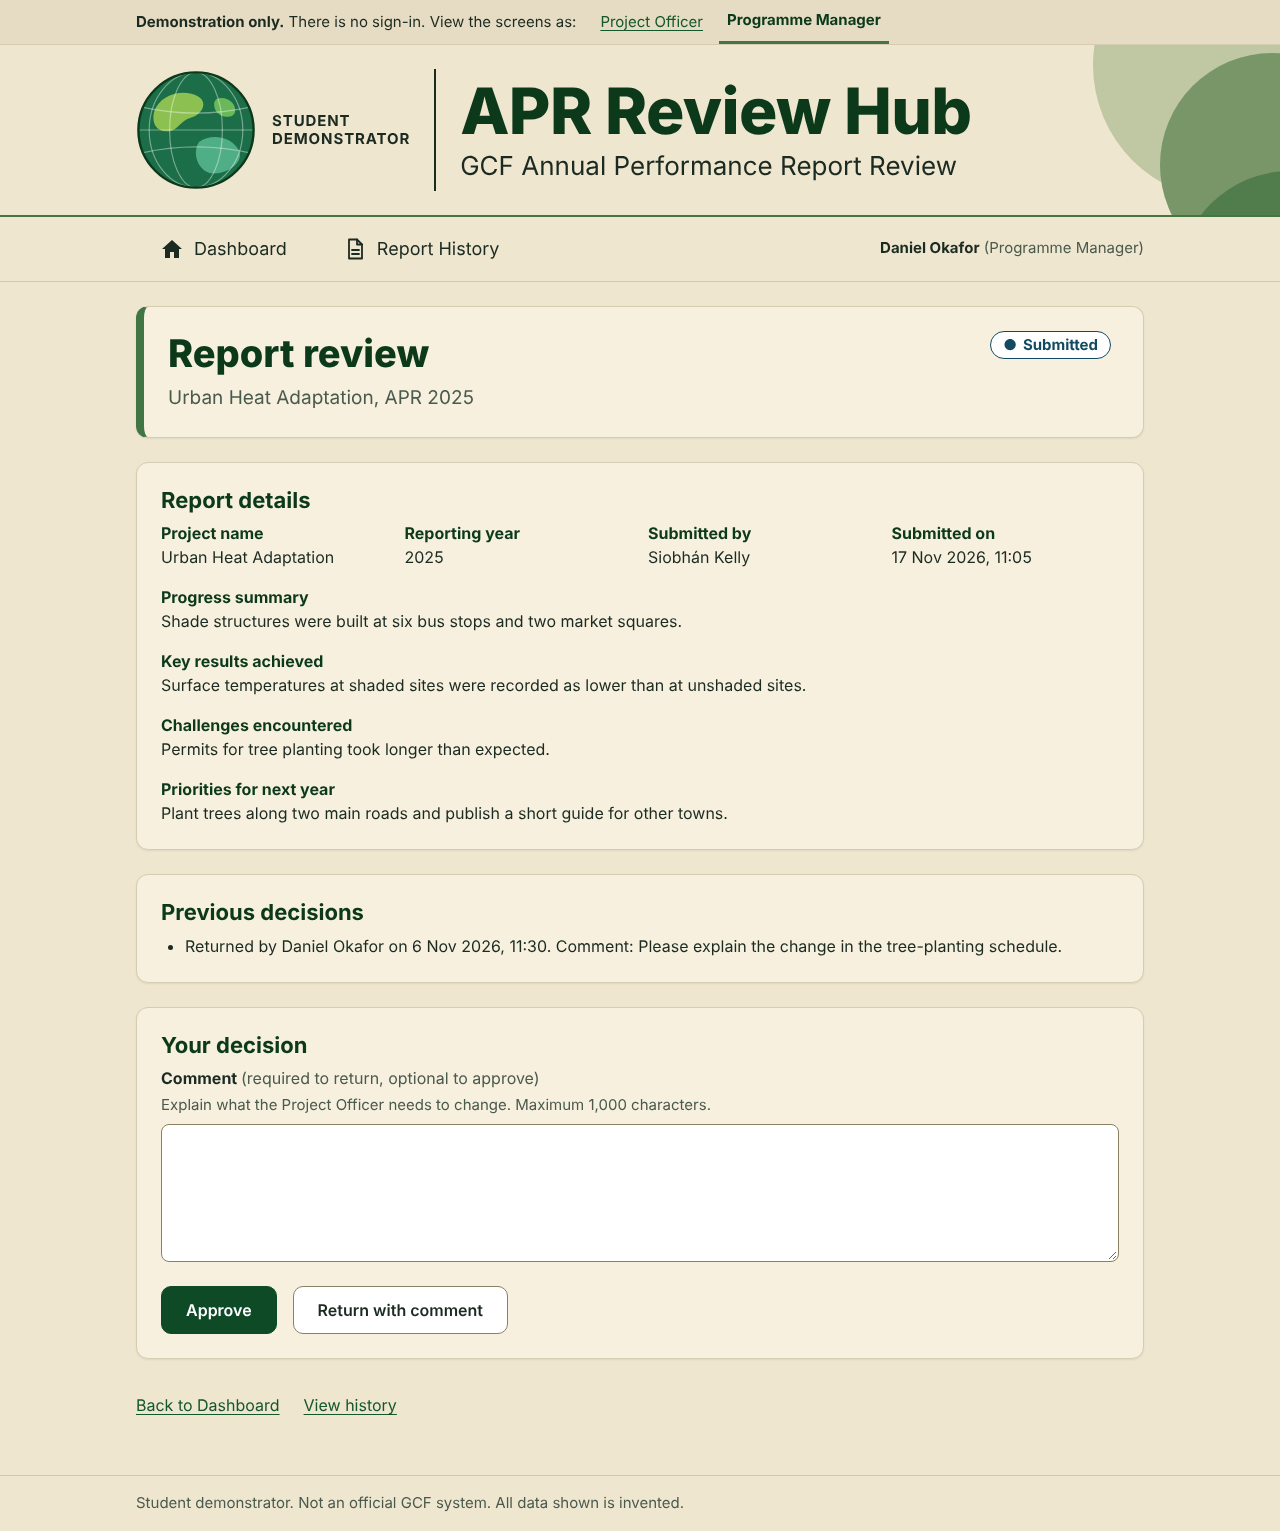 Demonstration only. There is no sign-in. View the screens as: Project Officer Programme Manager
STUDENT
DEMONSTRATOR
APR Review Hub
GCF Annual Performance Report Review
Dashboard Report History Daniel Okafor (Programme Manager)
Report review
Submitted
Urban Heat Adaptation, APR 2025
Report details
Project name Reporting year Submitted by Submitted on
Urban Heat Adaptation 2025 Siobhán Kelly 17 Nov 2026, 11:05
Progress summary
Shade structures were built at six bus stops and two market squares.
Key results achieved
Surface temperatures at shaded sites were recorded as lower than at unshaded sites.
Challenges encountered
Permits for tree planting took longer than expected.
Priorities for next year
Plant trees along two main roads and publish a short guide for other towns.
Previous decisions
• Returned by Daniel Okafor on 6 Nov 2026, 11:30. Comment: Please explain the change in the tree-planting schedule.
Your decision
Comment (required to return, optional to approve)
Explain what the Project Officer needs to change. Maximum 1,000 characters.
Approve Return with comment
Back to Dashboard View history
Student demonstrator. Not an official GCF system. All data shown is invented.